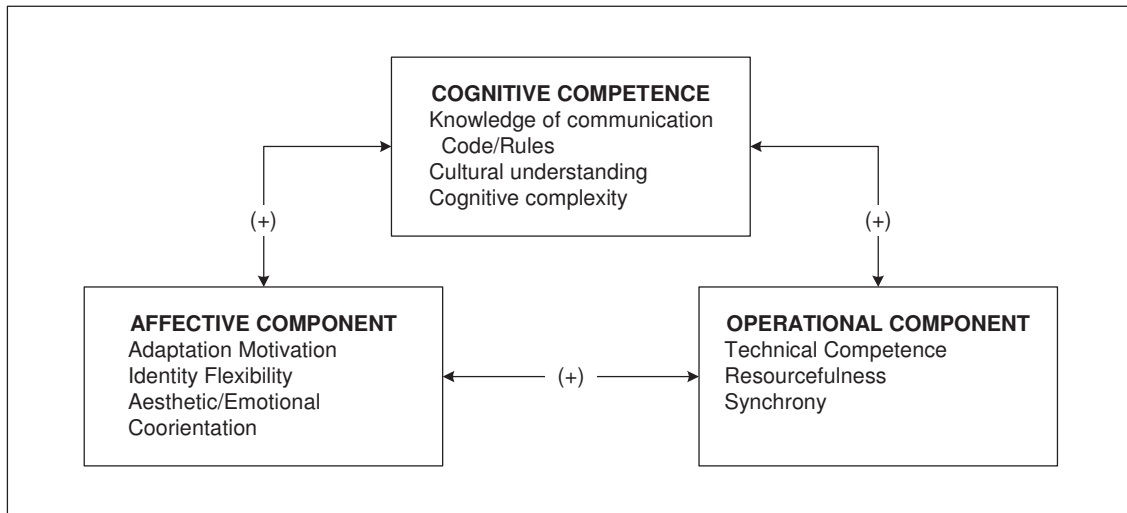 COGNITIVE COMPETENCE
Knowledge of communication
Code/Rules
Cultural understanding
Cognitive complexity
(+)
(+)
AFFECTIVE COMPONENT
Adaptation Motivation
Identity Flexibility
Aesthetic/Emotional
Coorientation
(+)
OPERATIONAL COMPONENT
Technical Competence
Resourcefulness
Synchrony